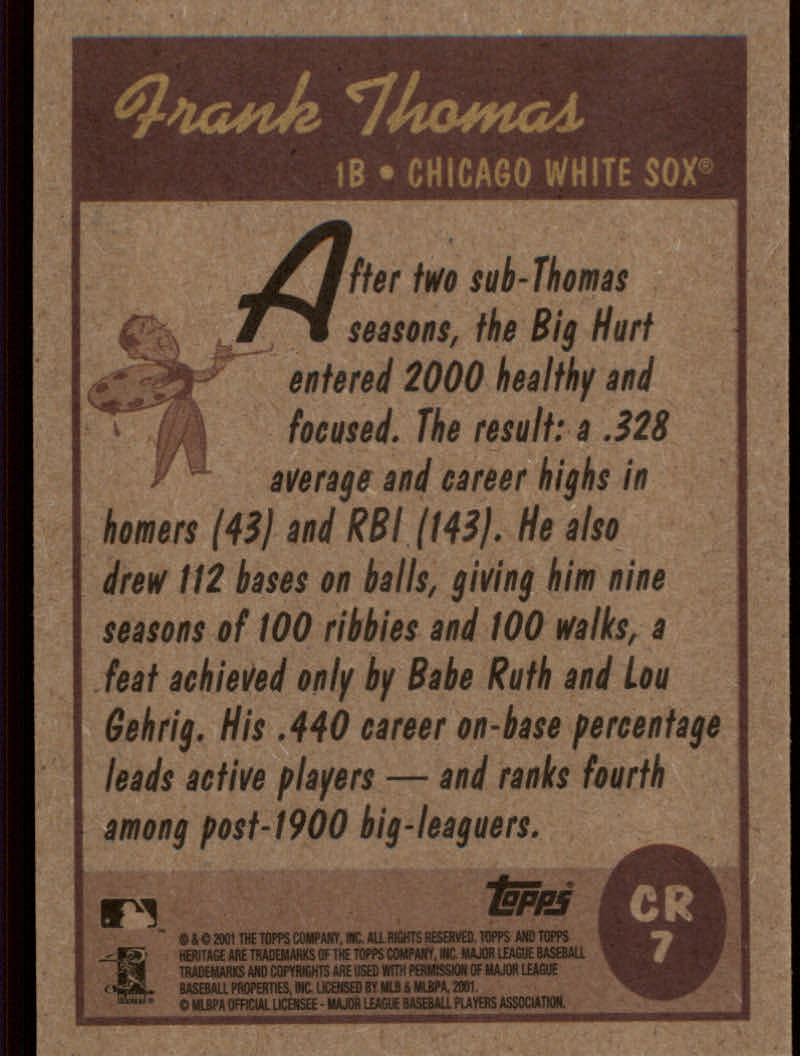 Frank Thomas
1B • CHICAGO WHITE SOX®
After two sub-Thomas
seasons, the Big Hurt
entered 2000 healthy and
focused. The result: a .328
average and career highs in
homers (43) and RBI (143). He also
drew 112 bases on balls, giving him nine
seasons of 100 ribbies and 100 walks, a
feat achieved only by Babe Ruth and Lou
Gehrig. His .440 career on-base percentage
leads active players — and ranks fourth
among post-1900 big-leaguers.
topps
CR
7
® & © 2001 THE TOPPS COMPANY, INC. ALL RIGHTS RESERVED. TOPPS AND TOPPS
HERITAGE ARE TRADEMARKS OF THE TOPPS COMPANY, INC. MAJOR LEAGUE BASEBALL
TRADEMARKS AND COPYRIGHTS ARE USED WITH PERMISSION OF MAJOR LEAGUE
BASEBALL PROPERTIES, INC. LICENSED BY MLB & MLBPA, 2001.
© MLBPA OFFICIAL LICENSEE - MAJOR LEAGUE BASEBALL PLAYERS ASSOCIATION.